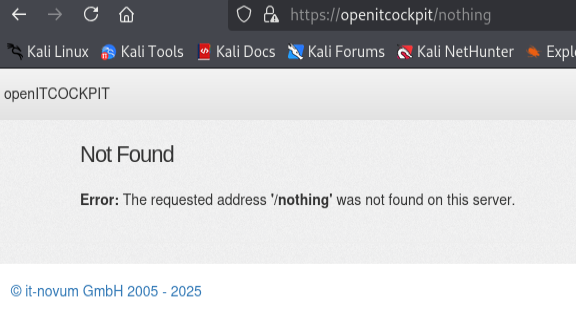 https://openitcockpit/nothing
Kali Linux Kali Tools Kali Docs Kali Forums Kali NetHunter
openITCOCKPIT
Not Found
Error: The requested address '/nothing' was not found on this server.
© it-novum GmbH 2005 - 2025